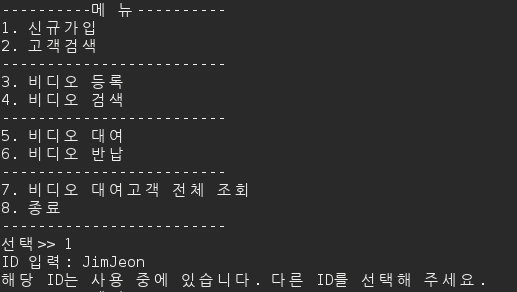 ----------메 뉴----------
1. 신규가입
2. 고객검색
-------------------------
3. 비디오 등록
4. 비디오 검색
-------------------------
5. 비디오 대여
6. 비디오 반납
-------------------------
7. 비디오 대여고객 전체 조회
8. 종료
-------------------------
선택>> 1
ID 입력: JimJeon
해당 ID는 사용 중에 있습니다. 다른 ID를 선택해 주세요.